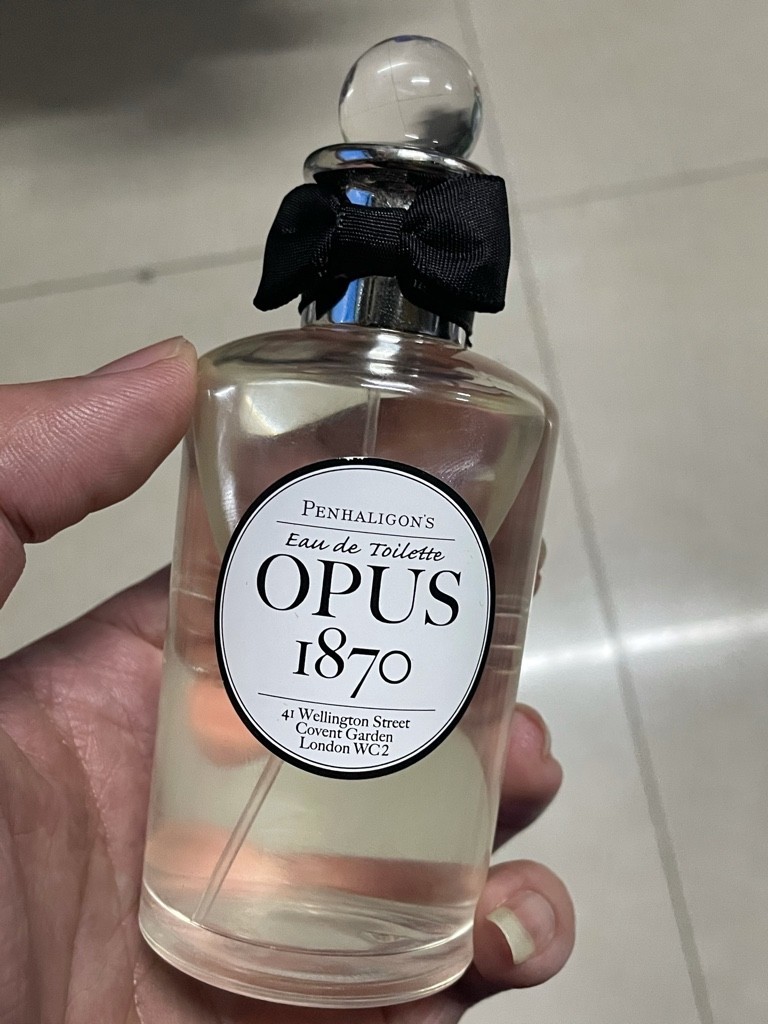 PENHALIGON'S
Eau de Toilette
OPUS
1870
41 Wellington Street
Covent Garden
London WC2